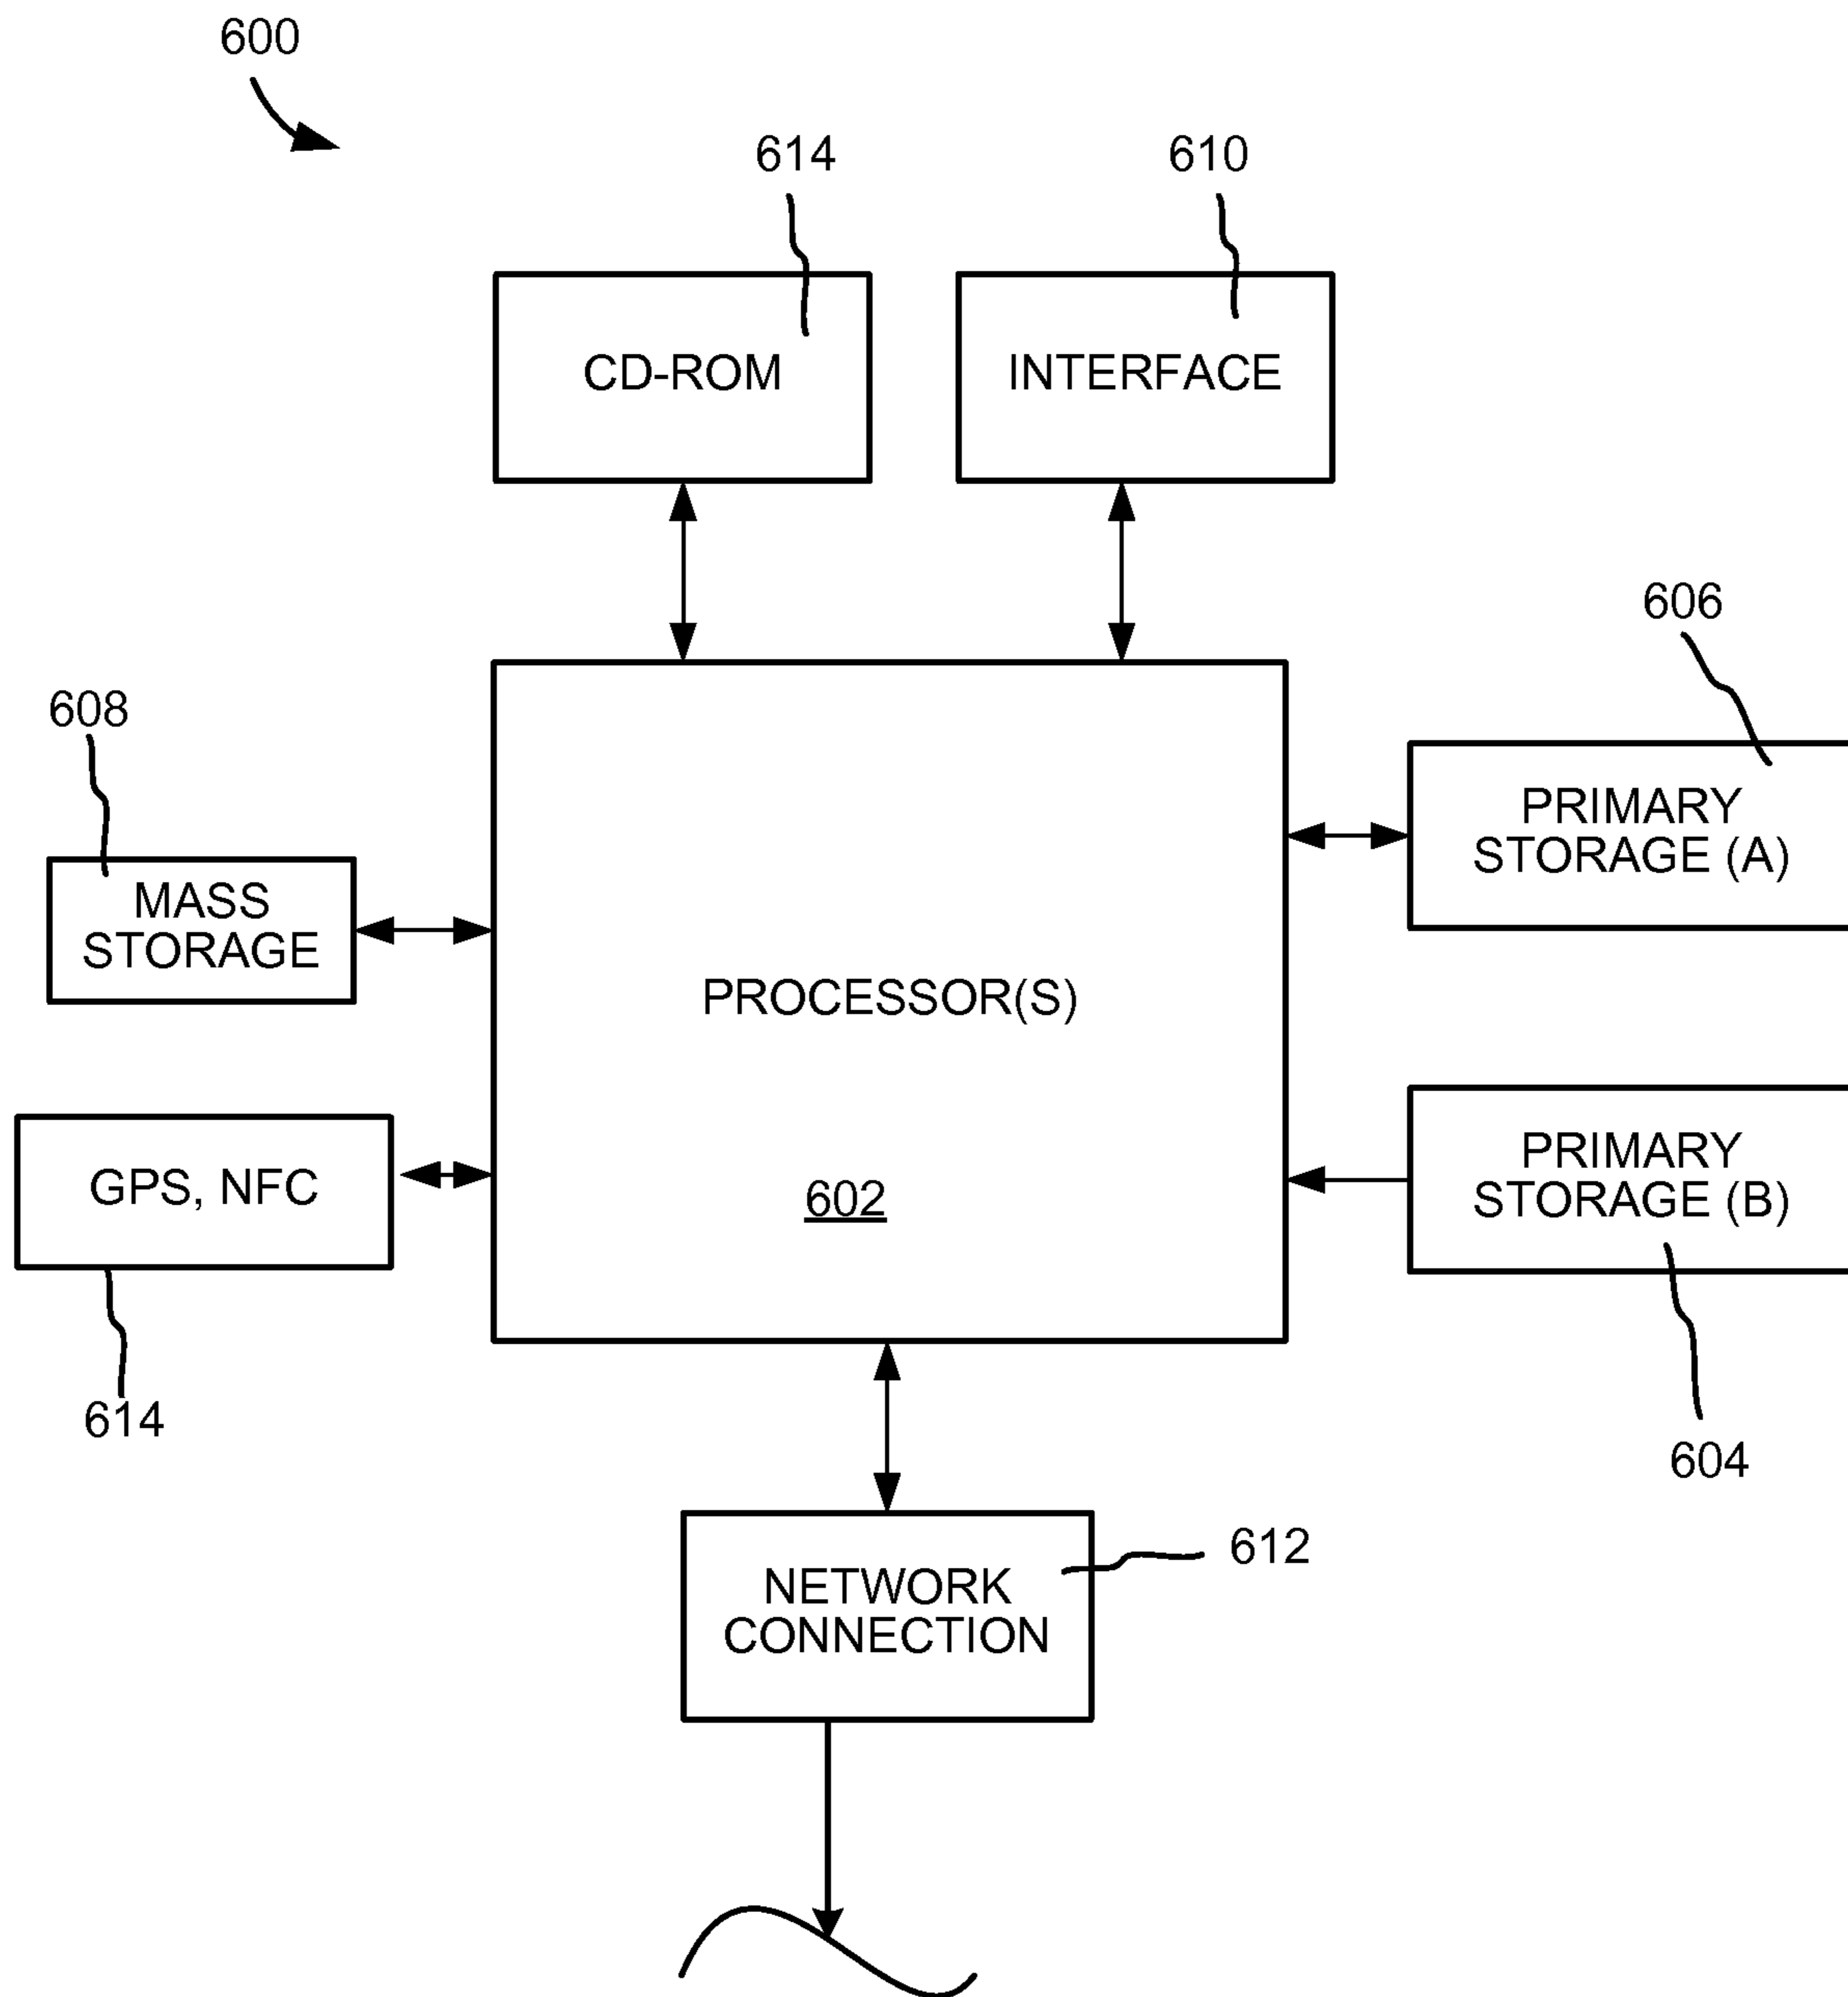 600
614
610
CD-ROM
INTERFACE
606
608
PRIMARY
STORAGE (A)
MASS
STORAGE
PROCESSOR(S)
602
GPS, NFC
614
PRIMARY
STORAGE (B)
604
612
NETWORK
CONNECTION